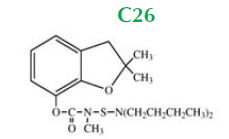 C26
CH₃
CH₃
O
O-C-N-S-N(CH₂CH₂CH₂CH₃)₂
O CH₃